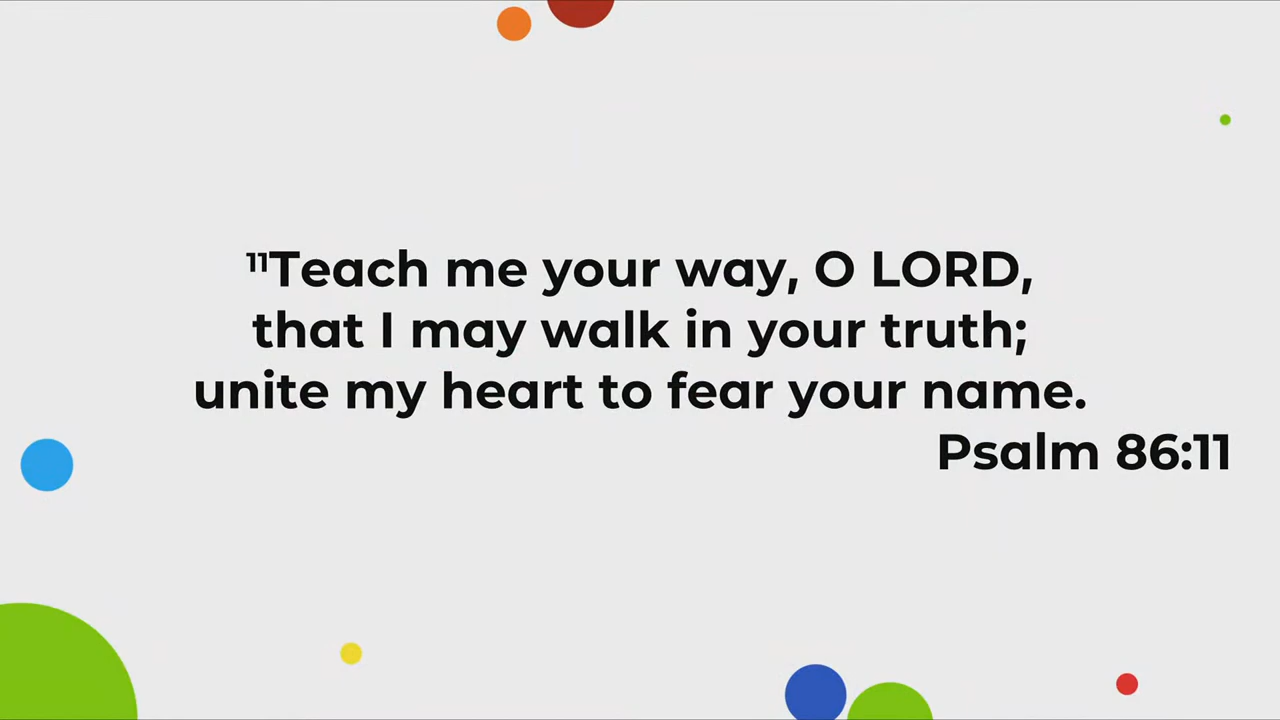 ¹¹Teach me your way, O LORD,
that I may walk in your truth;
unite my heart to fear your name.
Psalm 86:11